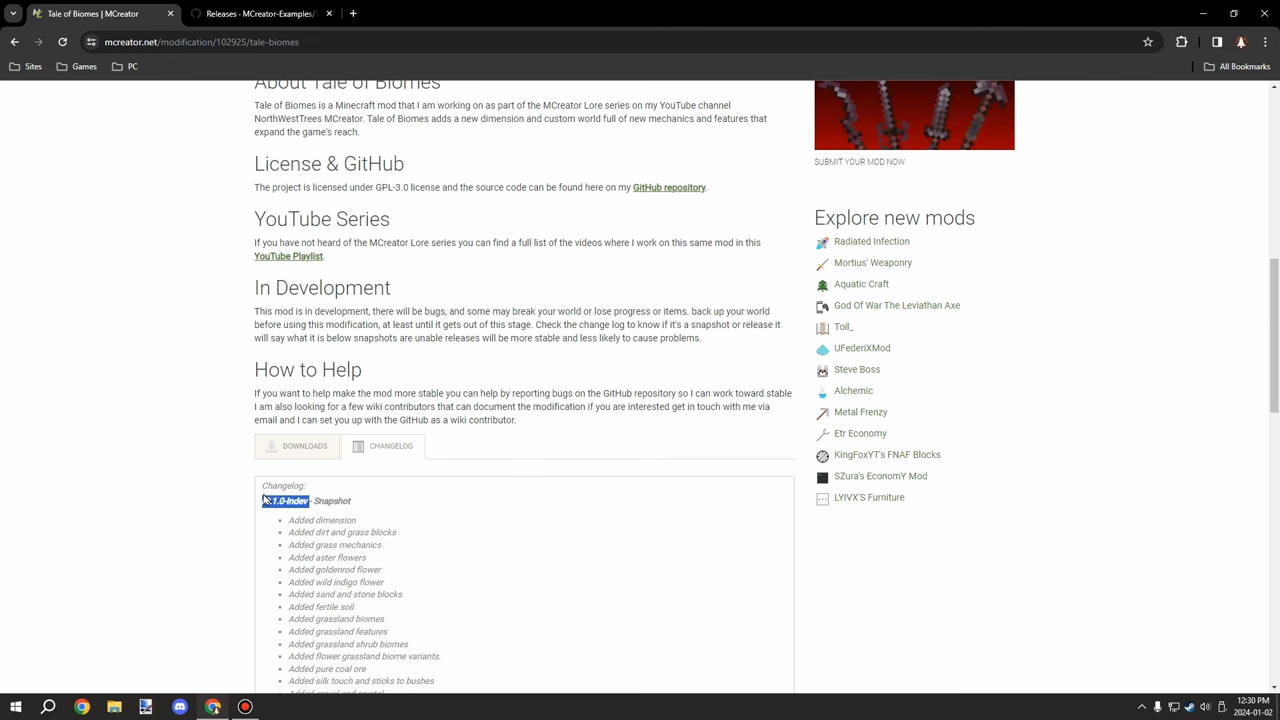 Tale of Biomes | MCreator
Releases · MCreator-Examples/
mcreator.net/modification/102925/tale-biomes
Sites
Games
PC
All Bookmarks
About Tale of Biomes
Tale of Biomes is a Minecraft mod that I am working on as part of the MCreator Lore series on my YouTube channel
NorthWestTrees MCreator. Tale of Biomes adds a new dimension and custom world full of new mechanics and features that
expand the game's reach.
License & GitHub
The project is licensed under GPL-3.0 license and the source code can be found here on my GitHub repository.
YouTube Series
If you have not heard of the MCreator Lore series you can find a full list of the videos where I work on this same mod in this
YouTube Playlist.
In Development
This mod is in development, there will be bugs, and some may break your world or lose progress or items. back up your world
before using this modification, at least until it gets out of this stage. Check the change log to know if it's a snapshot or release it
will say what it is below snapshots are unable releases will be more stable and less likely to cause problems.
How to Help
If you want to help make the mod more stable you can help by reporting bugs on the GitHub repository so I can work toward stable
I am also looking for a few wiki contributors that can document the modification if you are interested get in touch with me via
email and I can set you up with the GitHub as a wiki contributor.
DOWNLOADS
CHANGELOG
Changelog:
.1.0-Indev - Snapshot
Added dimension
Added dirt and grass blocks
Added grass mechanics
Added aster flowers
Added goldenrod flower
Added wild indigo flower
Added sand and stone blocks
Added fertile soil
Added grassland biomes
Added grassland features
Added grassland shrub biomes
Added flower grassland biome variants.
Added pure coal ore
Added silk touch and sticks to bushes
SUBMIT YOUR MOD NOW
Explore new mods
Radiated Infection
Mortius' Weaponry
Aquatic Craft
God Of War The Leviathan Axe
Toil_
UFederiXMod
Steve Boss
Alchemic
Metal Frenzy
Etr Economy
KingFoxYT's FNAF Blocks
SZura's EconomY Mod
LYIVX'S Furniture
12:30 PM
2024-01-02